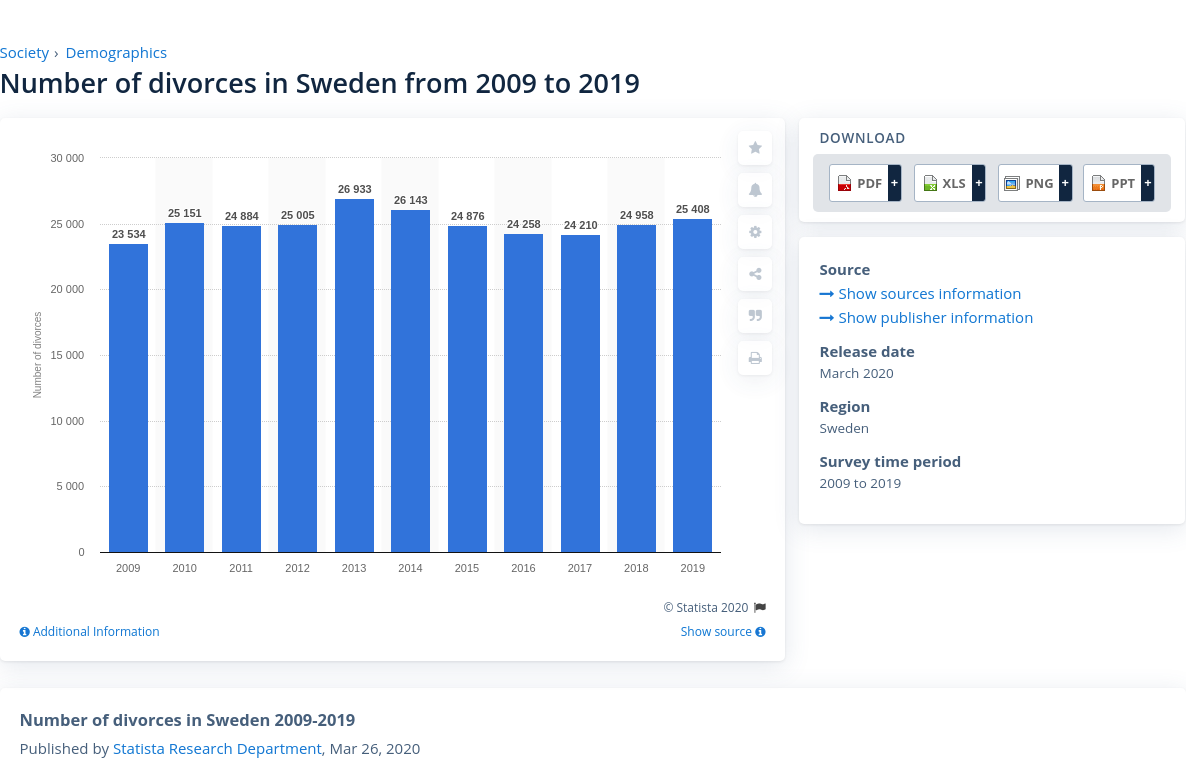 Society › Demographics
Number of divorces in Sweden from 2009 to 2019
30 000
25 000
20 000
15 000
10 000
5 000
0
Number of divorces
23 534
25 151
24 884
25 005
26 933
26 143
24 876
24 258
24 210
24 958
25 408
2009 2010 2011 2012 2013 2014 2015 2016 2017 2018 2019
© Statista 2020
Additional Information
Show source
DOWNLOAD
PDF + XLS + PNG + PPT +
Source
Show sources information
Show publisher information
Release date
March 2020
Region
Sweden
Survey time period
2009 to 2019
Number of divorces in Sweden 2009-2019
Published by Statista Research Department, Mar 26, 2020